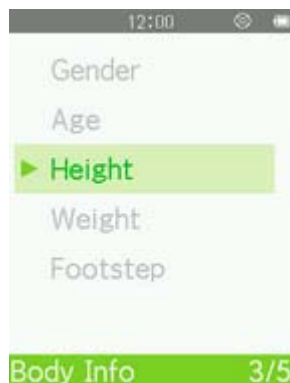 12:00
Gender
Age
Height
Weight
Footstep
Body Info 3/5